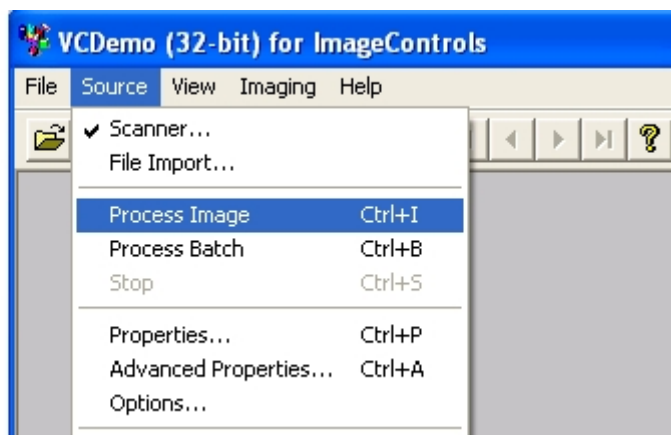 VCDemo (32-bit) for ImageControls
File Source View Imaging Help
Scanner...
File Import...
Process Image Ctrl+I
Process Batch Ctrl+B
Stop Ctrl+S
Properties... Ctrl+P
Advanced Properties... Ctrl+A
Options...